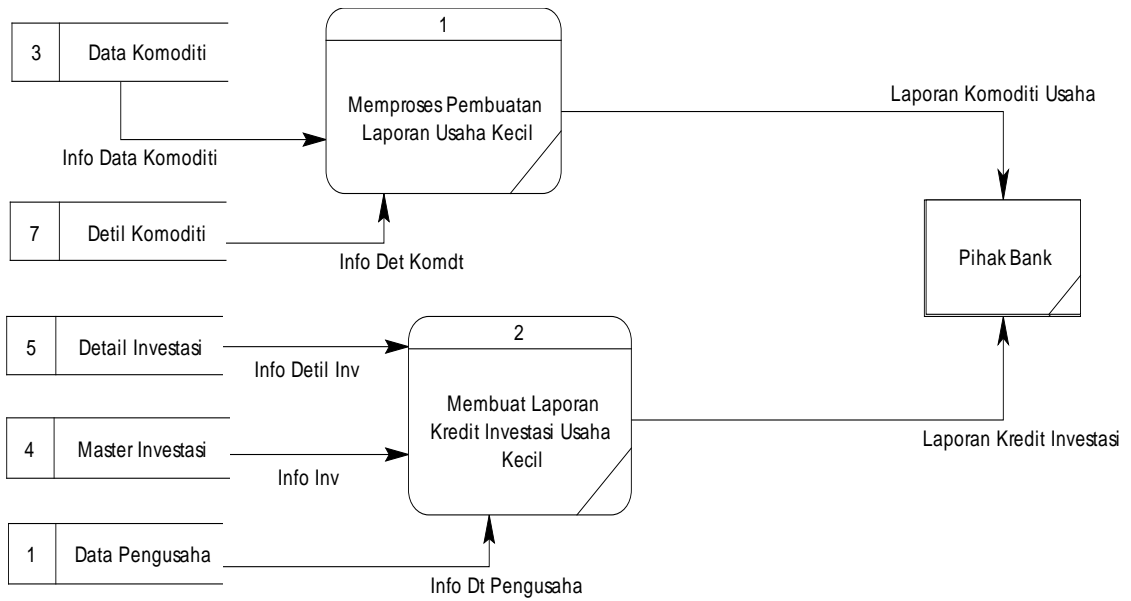 3
Data Komoditi
Info Data Komoditi
1
Memproses Pembuatan
Laporan Usaha Kecil
Laporan Komoditi Usaha
7
Detil Komoditi
Info Det Komdt
Pihak Bank
5
Detail Investasi
Info Detil Inv
2
Membuat Laporan
Kredit Investasi Usaha
Kecil
Laporan Kredit Investasi
4
Master Investasi
Info Inv
1
Data Pengusaha
Info Dt Pengusaha